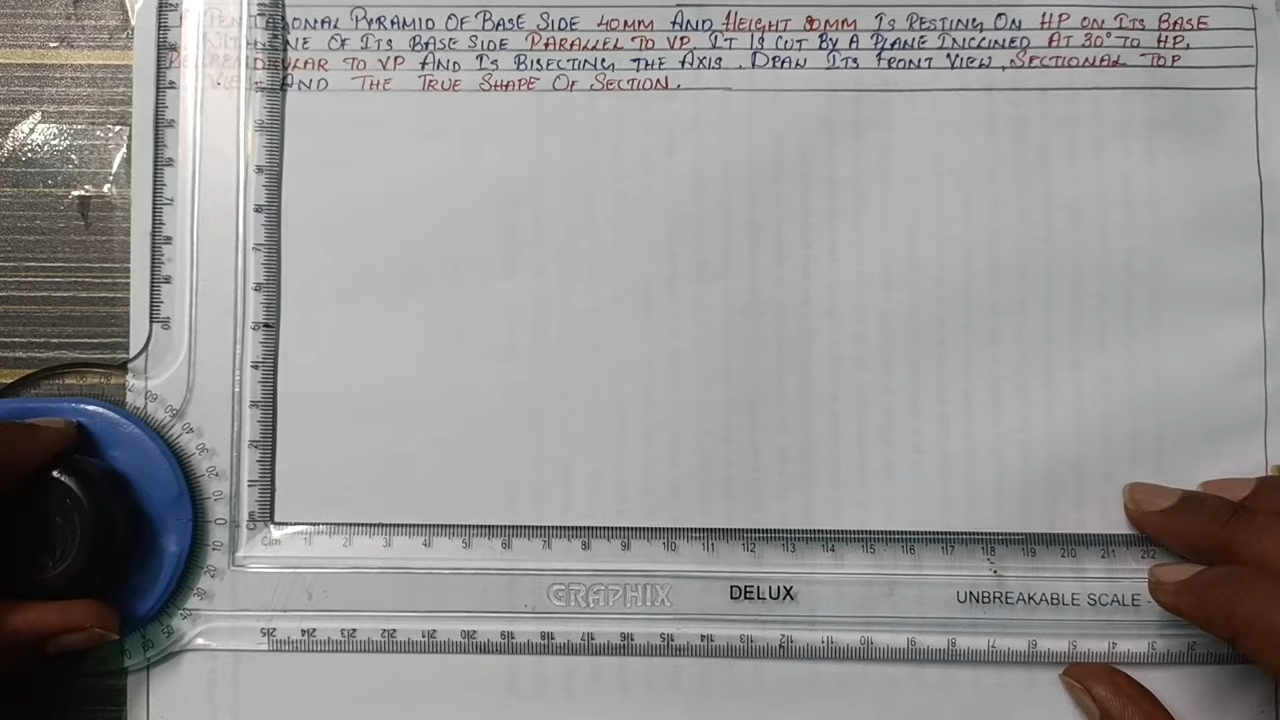 PENTAGONAL PYRAMID OF BASE SIDE 40MM AND HEIGHT 80MM IS RESTING ON HP ON ITS BASE
WITH ONE OF ITS BASE SIDE PARALLEL TO VP. IT IS CUT BY A PLANE INCLINED AT 30° TO HP,
PERPENDICULAR TO VP AND IS BISECTING THE AXIS. DRAW ITS FRONT VIEW, SECTIONAL TOP
AND THE TRUE SHAPE OF SECTION.
GRAPHIX DELUX UNBREAKABLE SCALE -